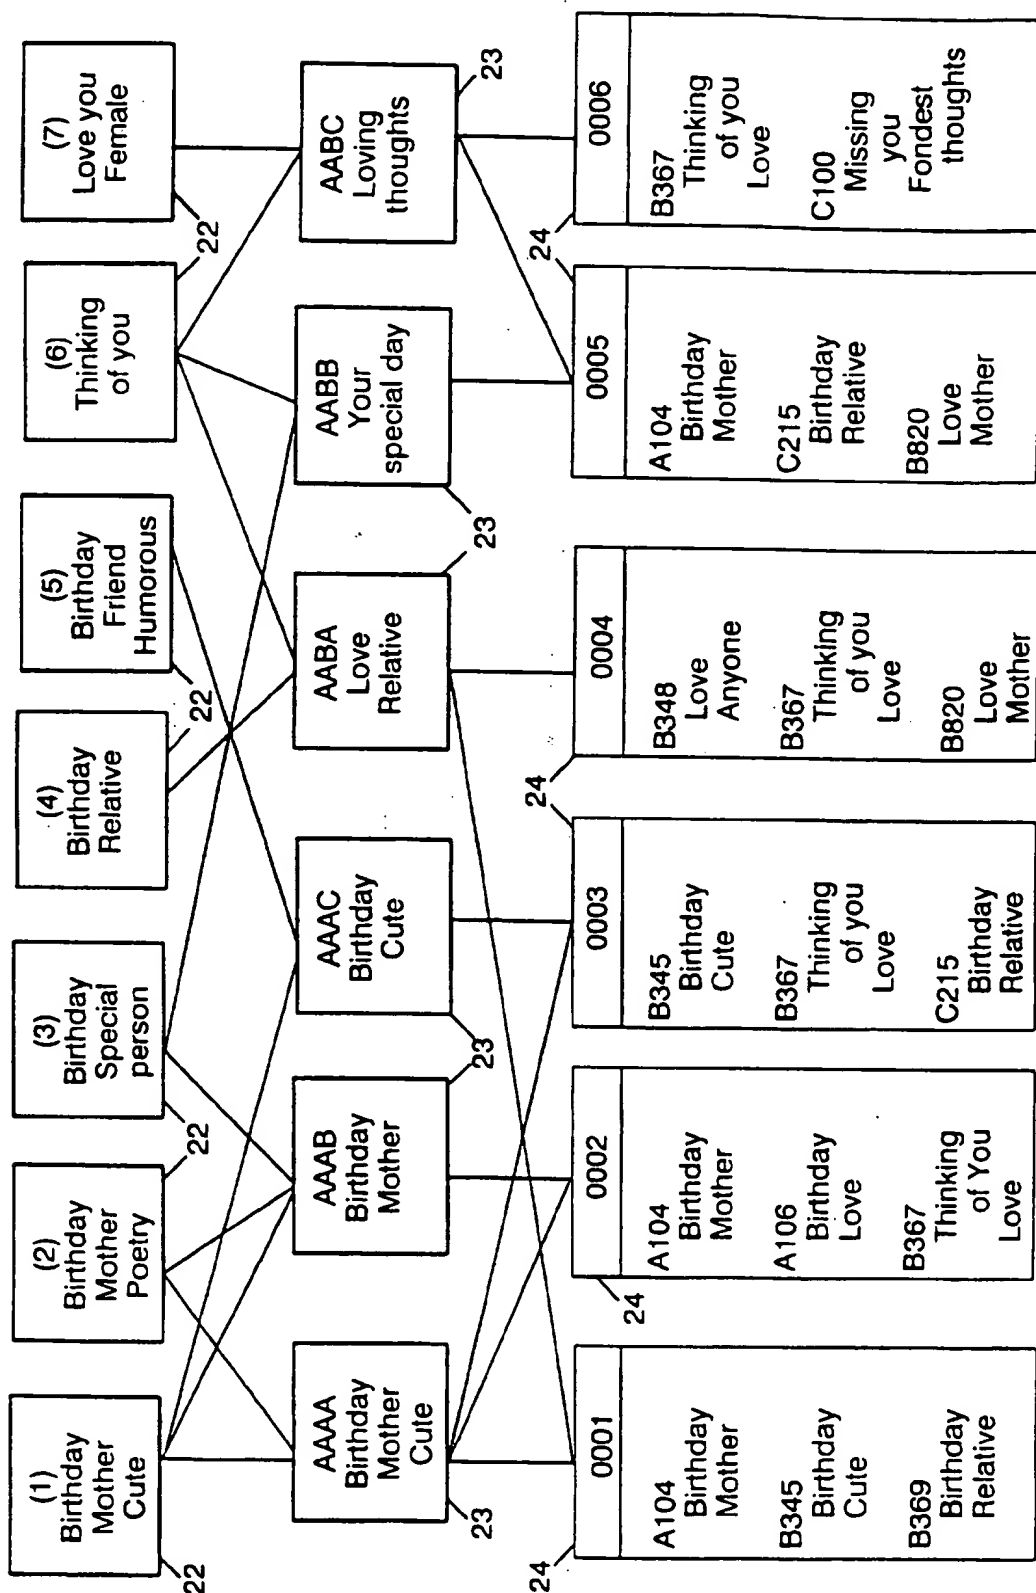 (1)
Birthday
Mother
Cute
(2)
Birthday
Mother
Poetry
(3)
Birthday
Special
person
(4)
Birthday
Relative
(5)
Birthday
Friend
Humorous
(6)
Thinking
of you
(7)
Love you
Female
22
22
22
22
AAAA
Birthday
Mother
Cute
AAAB
Birthday
Mother
AAAC
Birthday
Cute
AABA
Love
Relative
AABB
Your
special day
AABC
Loving
thoughts
23
23
23
23
24
24
24
24
0001
A104
Birthday
Mother
B345
Birthday
Cute
B369
Birthday
Relative
0002
A104
Birthday
Mother
A106
Birthday
Love
B367
Thinking
of You
Love
0003
B345
Birthday
Cute
B367
Thinking
of you
Love
C215
Birthday
Relative
0004
B348
Love
Anyone
B367
Thinking
of you
Love
B820
Love
Mother
0005
A104
Birthday
Mother
C215
Birthday
Relative
B820
Love
Mother
0006
B367
Thinking
of you
Love
C100
Missing
you
Fondest
thoughts